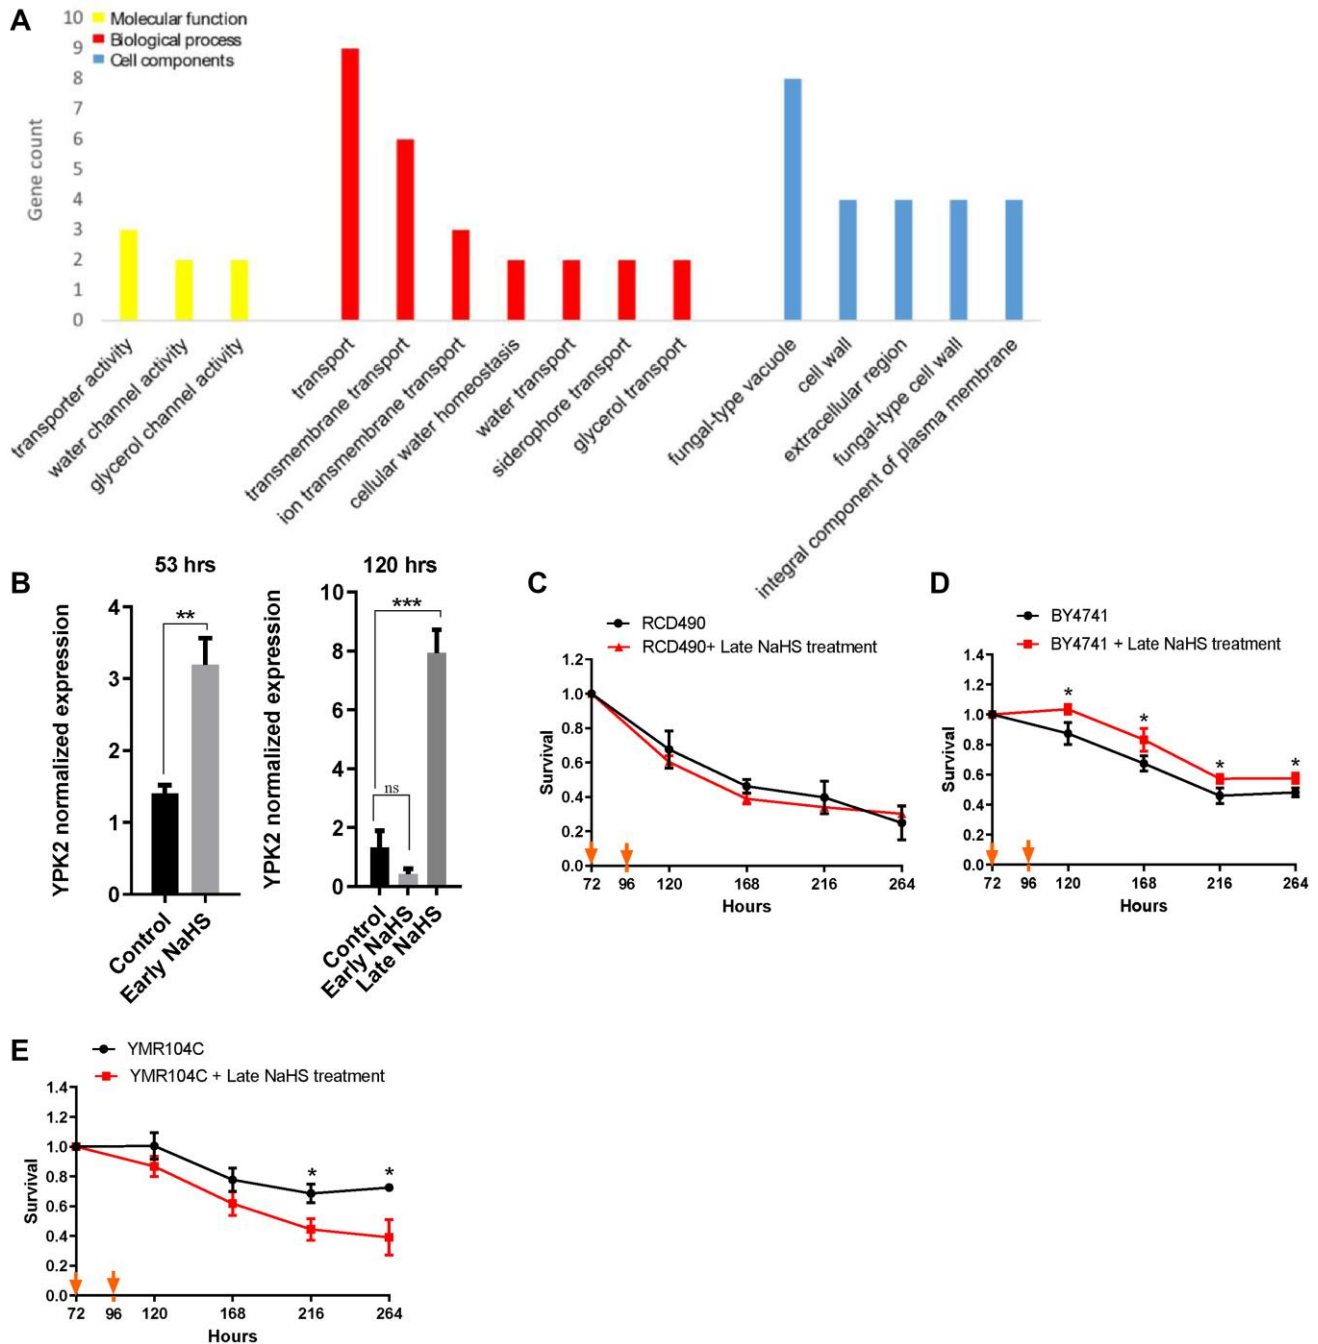 A
Molecular function
Biological process
Cell components
Gene count
10
9
8
7
6
5
4
3
2
1
0
transporter activity
water channel activity
glycerol channel activity
transport
transmembrane transport
ion transmembrane transport
cellular water homeostasis
water transport
siderophore transport
glycerol transport
fungal-type vacuole
cell wall
extracellular region
fungal-type cell wall
integral component of plasma membrane
B
53 hrs
YPK2 normalized expression
4
3
2
1
0
**
Control
Early NaHS
120 hrs
YPK2 normalized expression
10
8
6
4
2
0
***
ns
Control
Early NaHS
Late NaHS
C
RCD490
RCD490+ Late NaHS treatment
Survival
1.2
1.0
0.8
0.6
0.4
0.2
0.0
72 96 120 168 216 264
Hours
D
BY4741
BY4741 + Late NaHS treatment
Survival
1.4
1.2
1.0
0.8
0.6
0.4
0.2
0.0
* * * *
72 96 120 168 216 264
Hours
E
YMR104C
YMR104C + Late NaHS treatment
Survival
1.4
1.2
1.0
0.8
0.6
0.4
0.2
0.0
* *
72 96 120 168 216 264
Hours